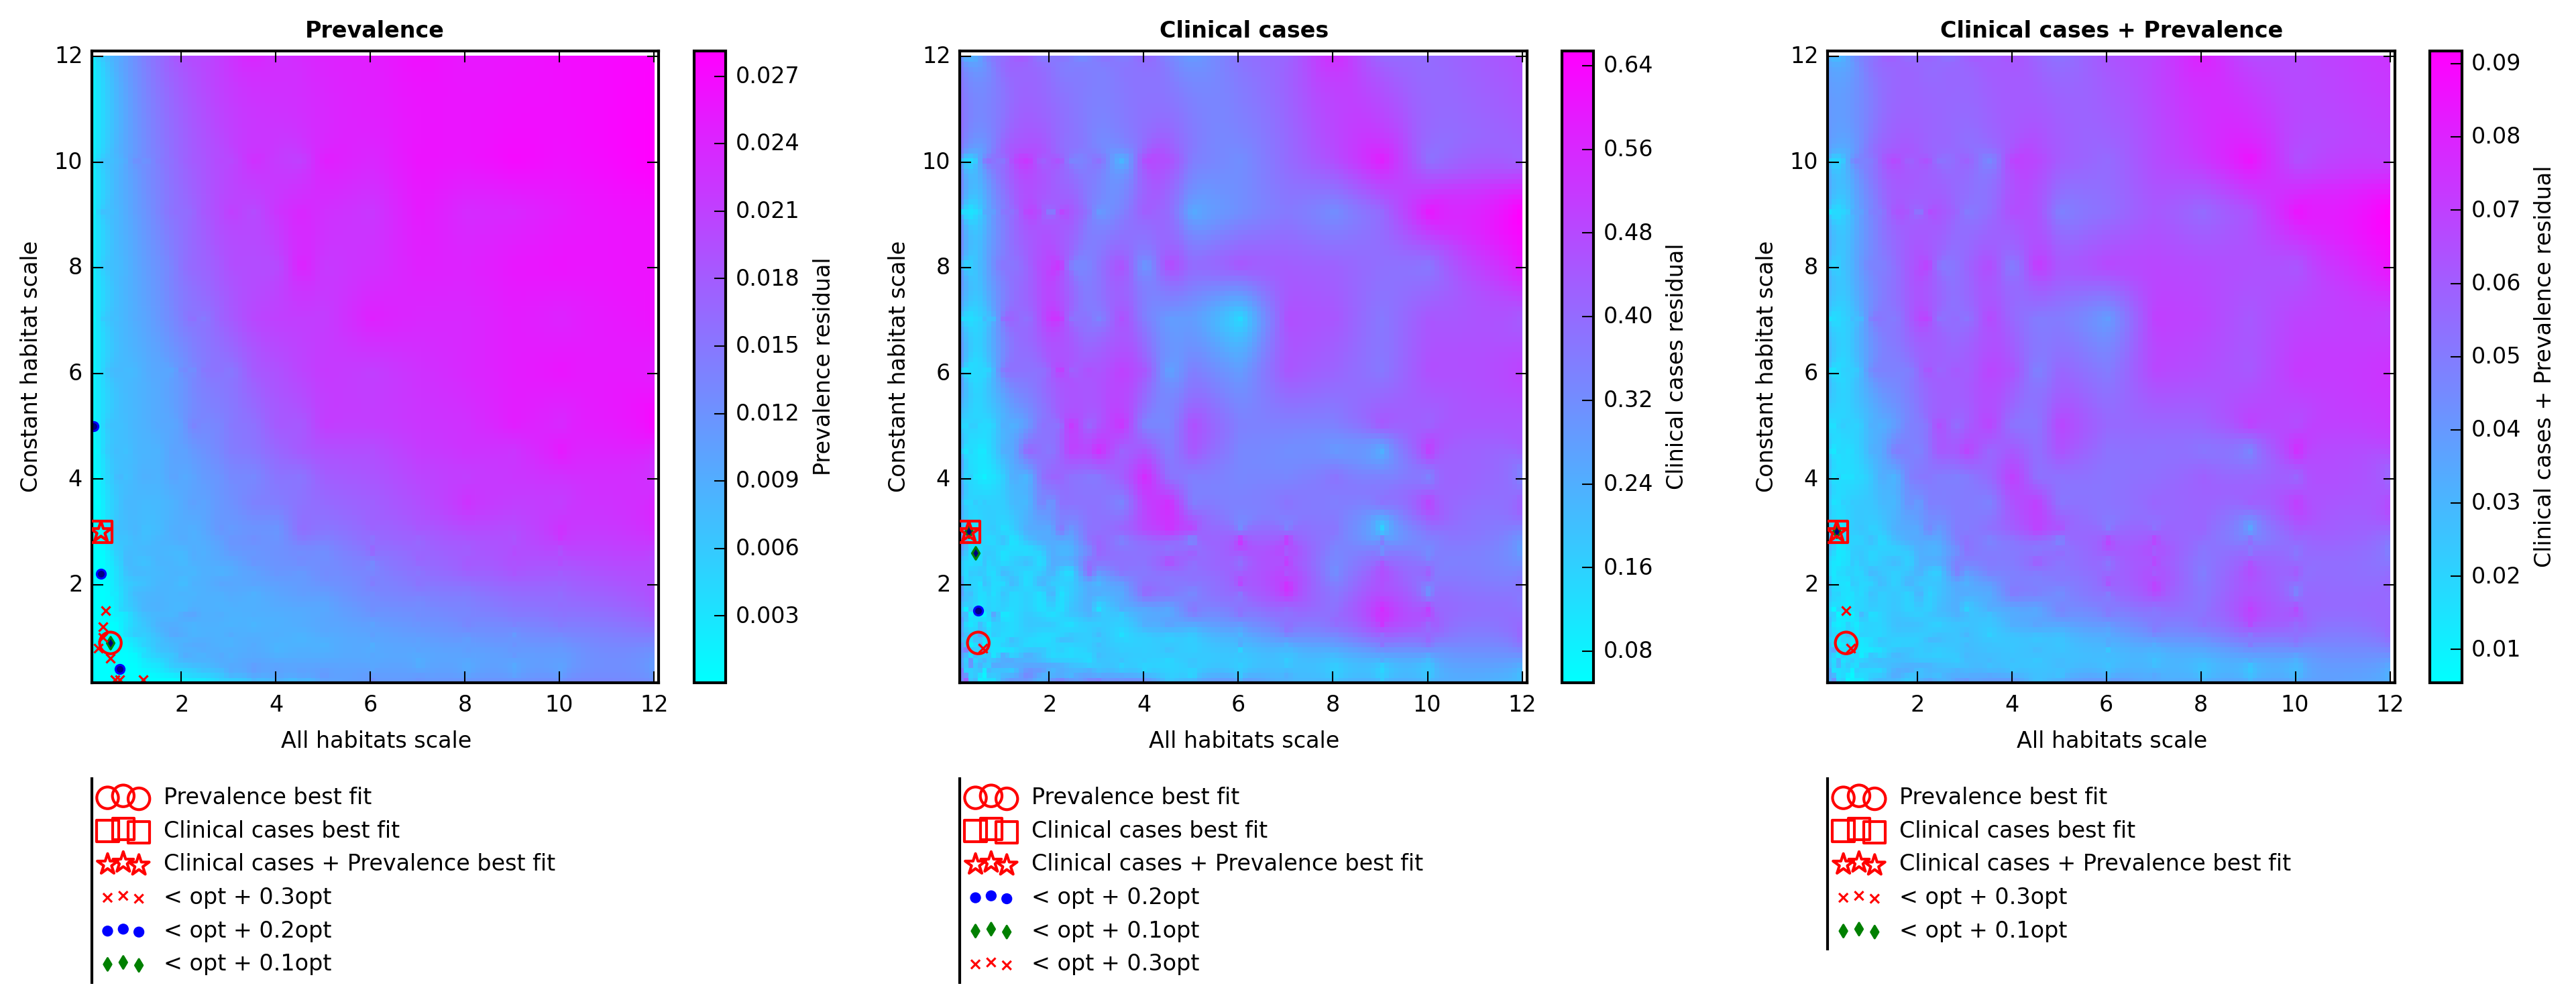 Prevalence
12
10
8
6
4
2
Constant habitat scale
2 4 6 8 10 12
All habitats scale
0.027
0.024
0.021
0.018
0.015
0.012
0.009
0.006
0.003
Prevalence residual
Prevalence best fit
Clinical cases best fit
Clinical cases + Prevalence best fit
< opt + 0.3opt
< opt + 0.2opt
< opt + 0.1opt
Clinical cases
12
10
8
6
4
2
Constant habitat scale
2 4 6 8 10 12
All habitats scale
0.64
0.56
0.48
0.40
0.32
0.24
0.16
0.08
Clinical cases residual
Prevalence best fit
Clinical cases best fit
Clinical cases + Prevalence best fit
< opt + 0.2opt
< opt + 0.1opt
< opt + 0.3opt
Clinical cases + Prevalence
12
10
8
6
4
2
Constant habitat scale
2 4 6 8 10 12
All habitats scale
0.09
0.08
0.07
0.06
0.05
0.04
0.03
0.02
0.01
Clinical cases + Prevalence residual
Prevalence best fit
Clinical cases best fit
Clinical cases + Prevalence best fit
< opt + 0.3opt
< opt + 0.1opt